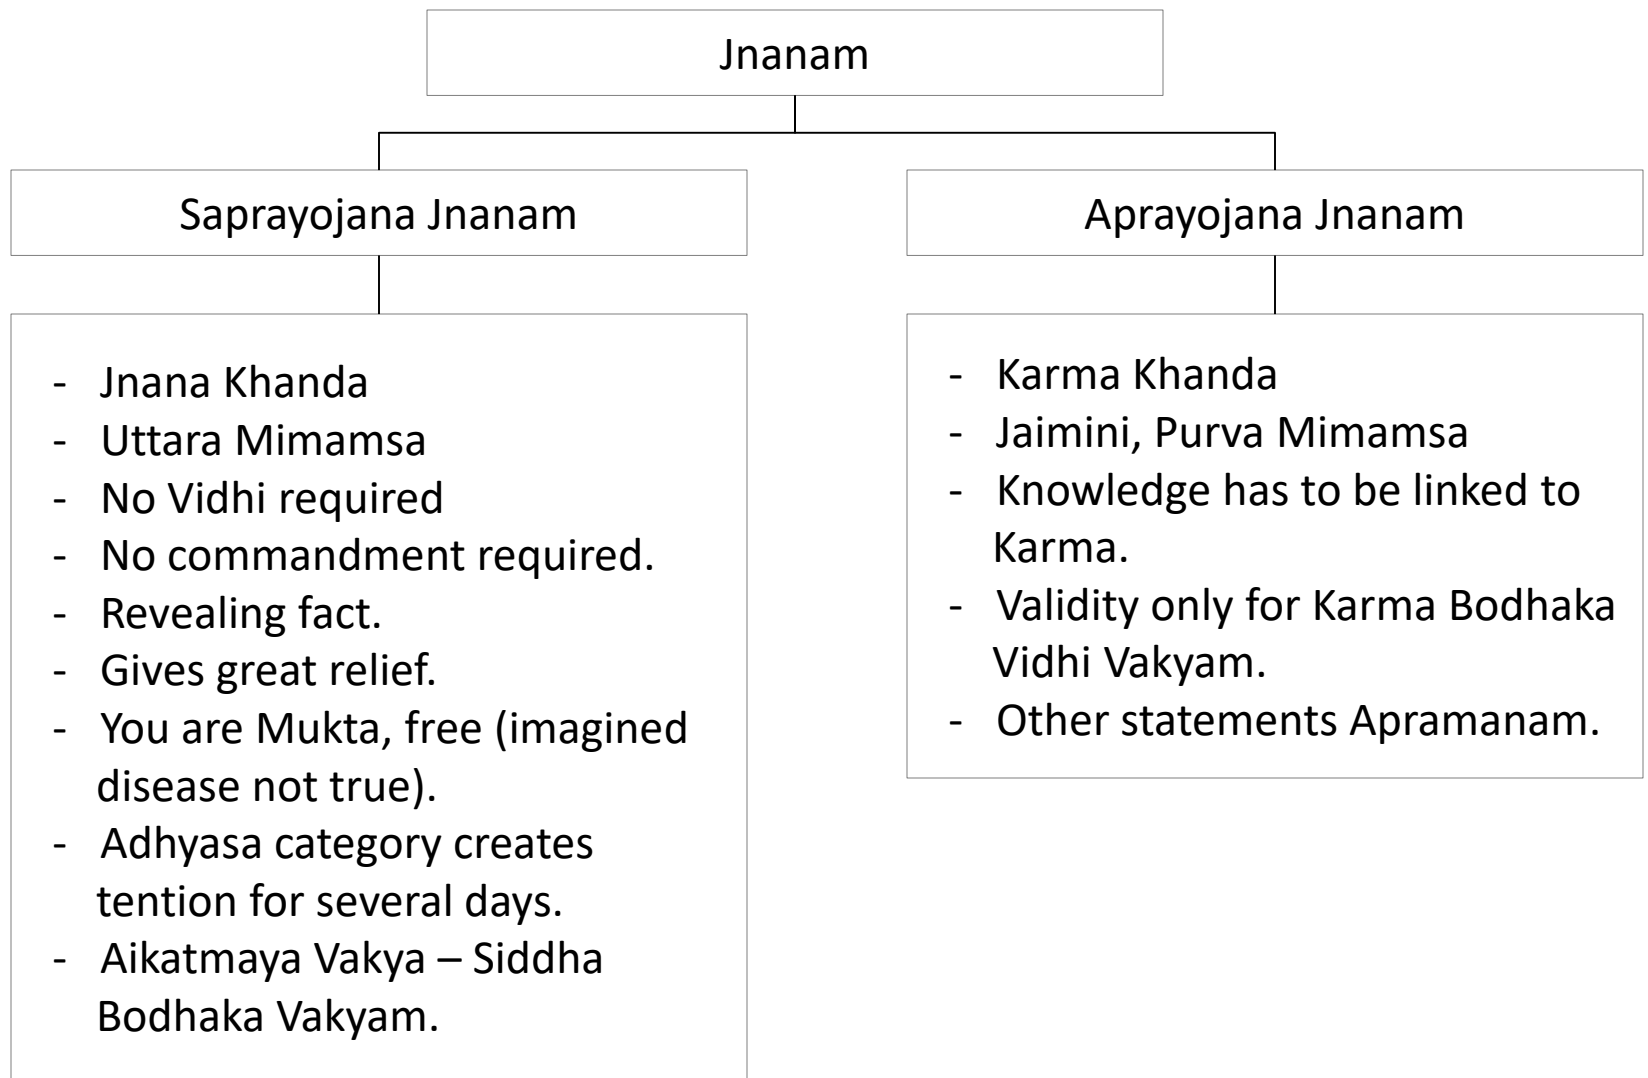 Jnanam
Saprayojana Jnanam
- Jnana Khanda
- Uttara Mimamsa
- No Vidhi required
- No commandment required.
- Revealing fact.
- Gives great relief.
- You are Mukta, free (imagined
disease not true).
- Adhyasa category creates
tention for several days.
- Aikatmaya Vakya – Siddha
Bodhaka Vakyam.
Aprayojana Jnanam
- Karma Khanda
- Jaimini, Purva Mimamsa
- Knowledge has to be linked to
Karma.
- Validity only for Karma Bodhaka
Vidhi Vakyam.
- Other statements Apramanam.